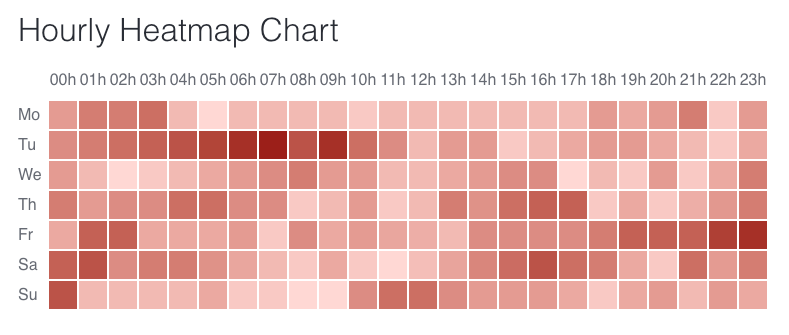 Hourly Heatmap Chart
00h 01h 02h 03h 04h 05h 06h 07h 08h 09h 10h 11h 12h 13h 14h 15h 16h 17h 18h 19h 20h 21h 22h 23h
Mo
Tu
We
Th
Fr
Sa
Su